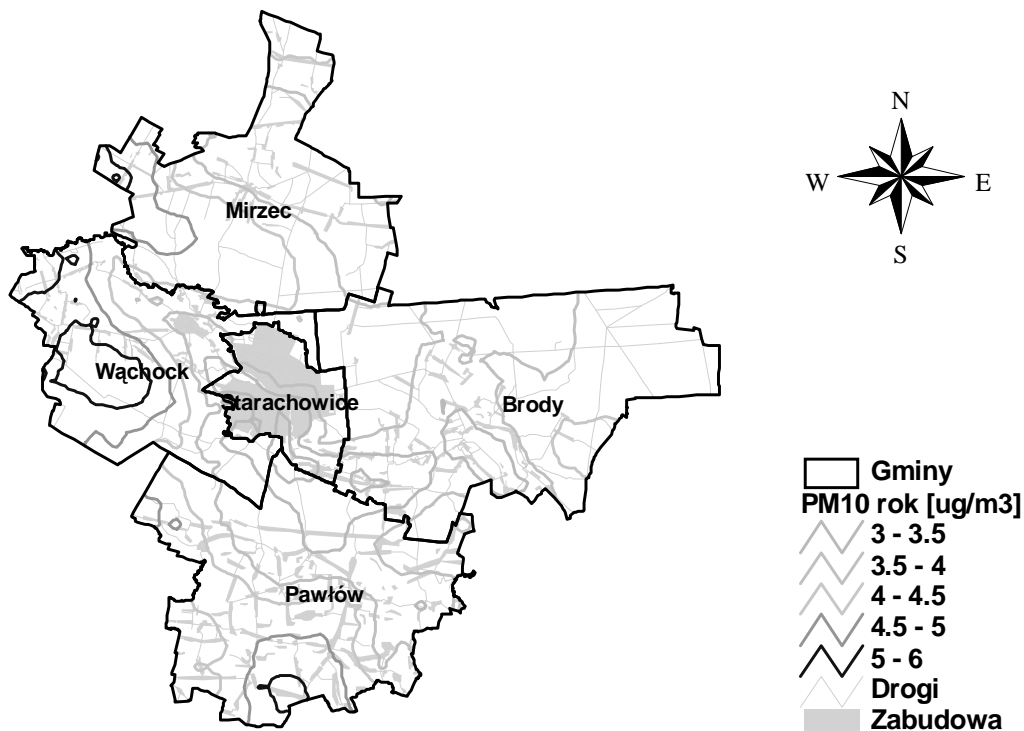 N
W
E
S
Mirzec
Wąchock
Starachowice
Brody
Pawłów
Gminy
PM10 rok [ug/m3]
3 - 3.5
3.5 - 4
4 - 4.5
4.5 - 5
5 - 6
Drogi
Zabudowa